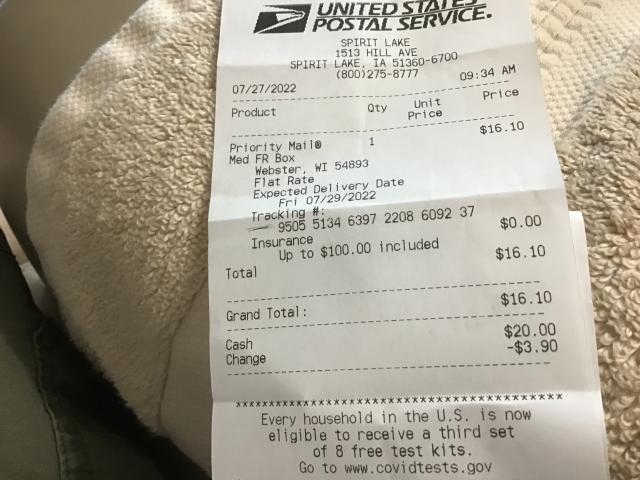 UNITED STATES
POSTAL SERVICE.
SPIRIT LAKE
1513 HILL AVE
SPIRIT LAKE, IA 51360-6700
(800)275-8777
07/27/2022 09:34 AM
Product Qty Unit Price
Price
Priority Mail® 1 $16.10
Med FR Box
Webster, WI 54893
Flat Rate
Expected Delivery Date
Fri 07/29/2022
Tracking #:
9505 5134 6397 2208 6092 37
Insurance $0.00
Up to $100.00 included
Total $16.10
Grand Total: $16.10
Cash $20.00
Change -$3.90
******************************************
Every household in the U.S. is now
eligible to receive a third set
of 8 free test kits.
Go to www.covidtests.gov